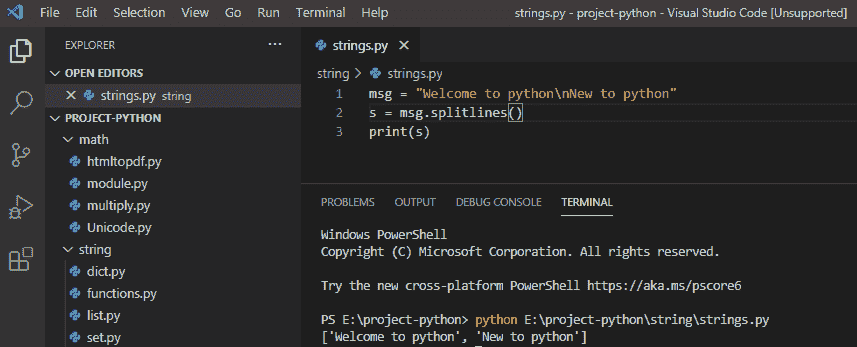 File Edit Selection View Go Run Terminal Help strings.py - project-python - Visual Studio Code [Unsupported]
EXPLORER ...
OPEN EDITORS
strings.py string
PROJECT-PYTHON
math
htmltopdf.py
module.py
multiply.py
Unicode.py
string
dict.py
functions.py
list.py
set.py
strings.py
string > strings.py
1 msg = "Welcome to python\nNew to python"
2 s = msg.splitlines()
3 print(s)
PROBLEMS OUTPUT DEBUG CONSOLE TERMINAL
Windows PowerShell
Copyright (C) Microsoft Corporation. All rights reserved.
Try the new cross-platform PowerShell https://aka.ms/pscore6
PS E:\project-python> python E:\project-python\string\strings.py
['Welcome to python', 'New to python']